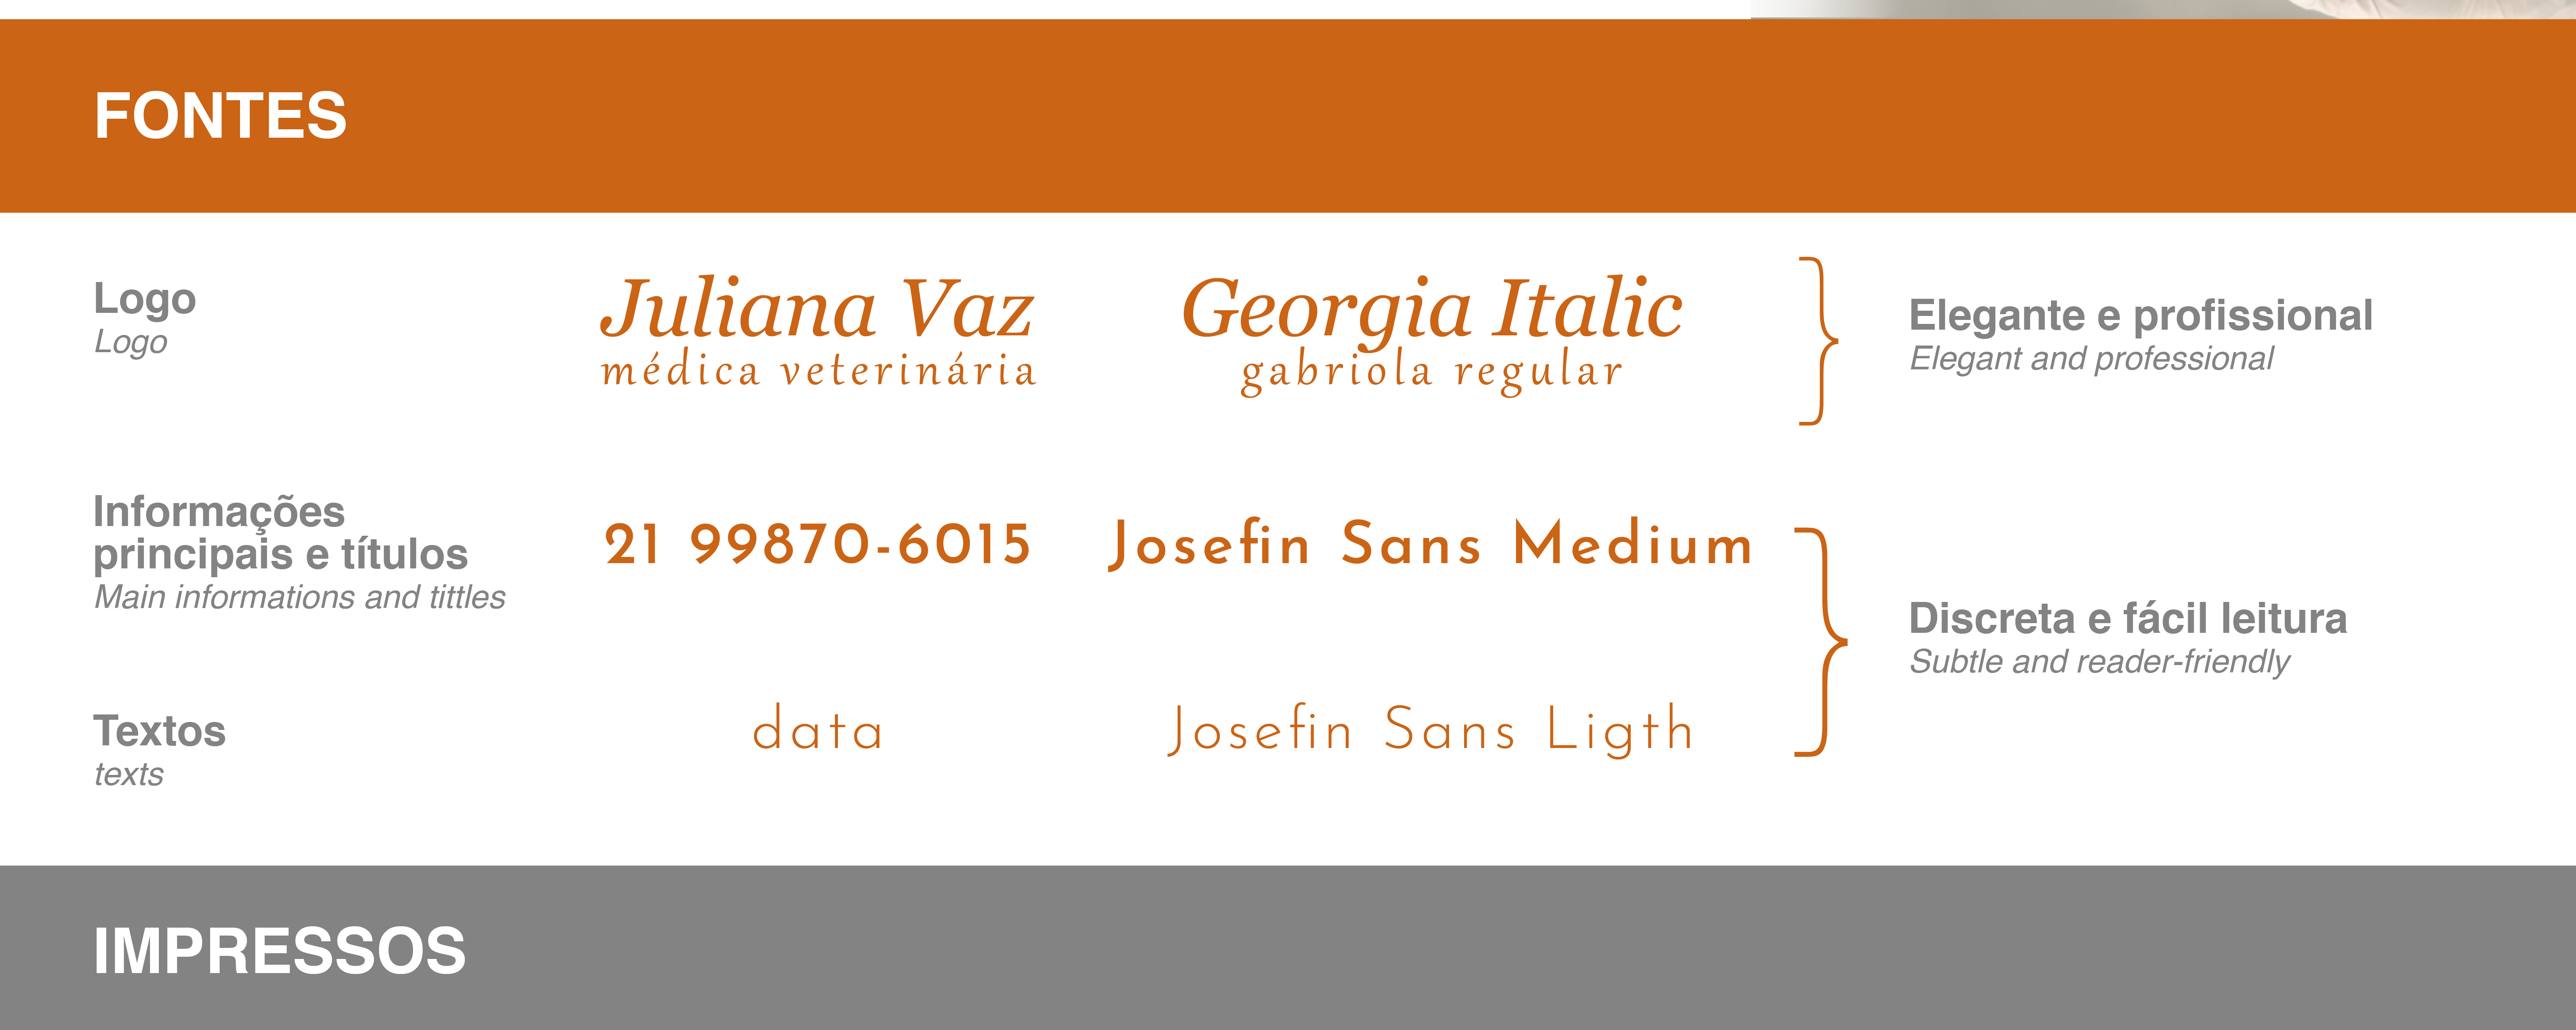 FONTES
Logo
Logo
Juliana Vaz
médica veterinária
Georgia Italic
gabriola regular
Elegante e profissional
Elegant and professional
Informações
principais e títulos
Main informations and tittles
21 99870-6015
Josefin Sans Medium
Discreta e fácil leitura
Subtle and reader-friendly
Textos
texts
data
Josefin Sans Ligth
IMPRESSOS